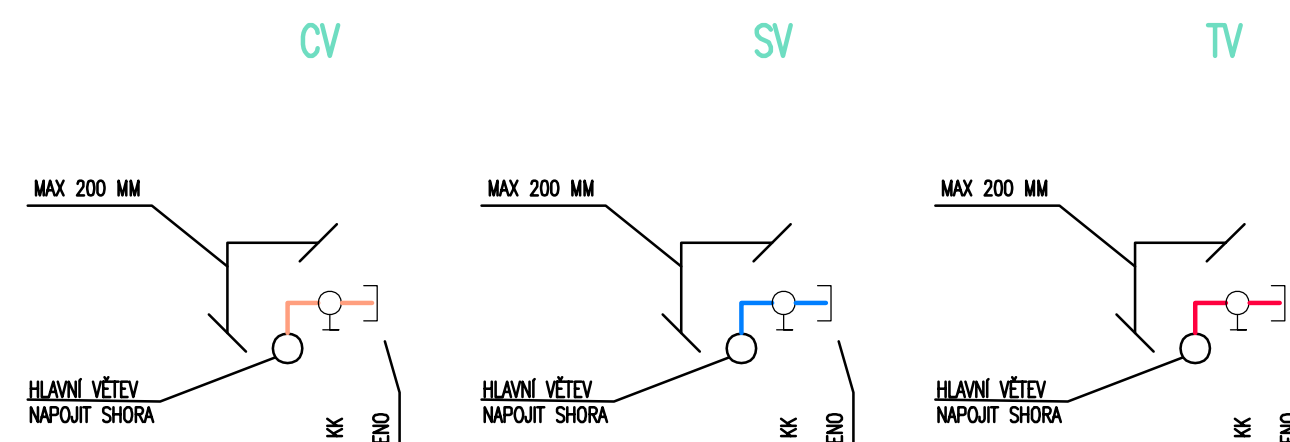 CV
SV
TV
MAX 200 MM
MAX 200 MM
MAX 200 MM
HLAVNÍ VĚTEV
NAPOJIT SHORA
KK
HLAVNÍ VĚTEV
NAPOJIT SHORA
KK
HLAVNÍ VĚTEV
NAPOJIT SHORA
KK